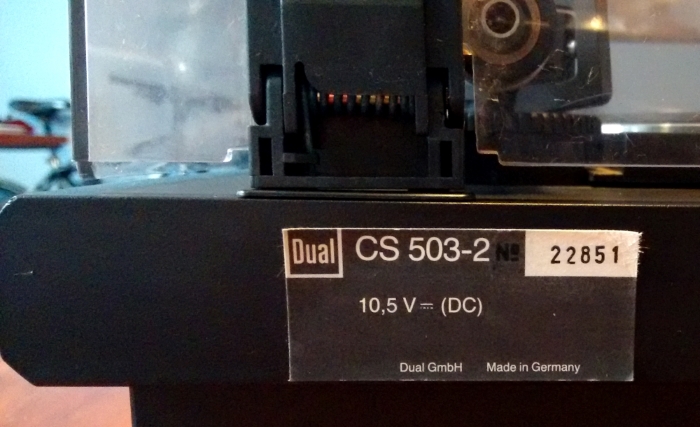 Dual CS 503-2 Nº 22851
10,5 V ⎓ (DC)
Dual GmbH Made in Germany